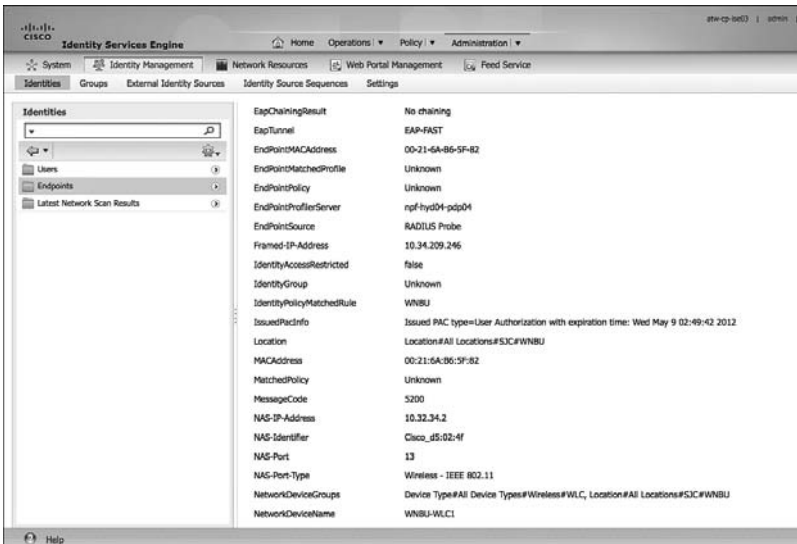 CISCO
Identity Services Engine
Home Operations Policy Administration
admin
System Identity Management Network Resources Web Portal Management Feed Service
Identities Groups External Identity Sources Identity Source Sequences Settings
Identities
Users
Endpoints
Latest Network Scan Results
EapChainingResult No chaining
EapTunnel EAP-FAST
EndPointMACAddress 00-21-6A-B6-5F-82
EndPointMatchedProfile Unknown
EndPointPolicy Unknown
EndPointProfilerServer npf-hyd04-pdp04
EndPointSource RADIUS Probe
Framed-IP-Address 10.34.209.246
IdentityAccessRestricted false
IdentityGroup Unknown
IdentityPolicyMatchedRule WNBU
IssuedPacInfo Issued PAC type=User Authorization with expiration time: Wed May 9 02:49:42 2012
Location Location#All Locations#SJC#WNBU
MACAddress 00:21:6A:B6:5F:82
MatchedPolicy Unknown
MessageCode 5200
NAS-IP-Address 10.32.34.2
NAS-Identifier Cisco_d5:02:4f
NAS-Port 13
NAS-Port-Type Wireless - IEEE 802.11
NetworkDeviceGroups Device Type#All Device Types#Wireless#WLC, Location#All Locations#SJC#WNBU
NetworkDeviceName WNBU-WLC1
Help